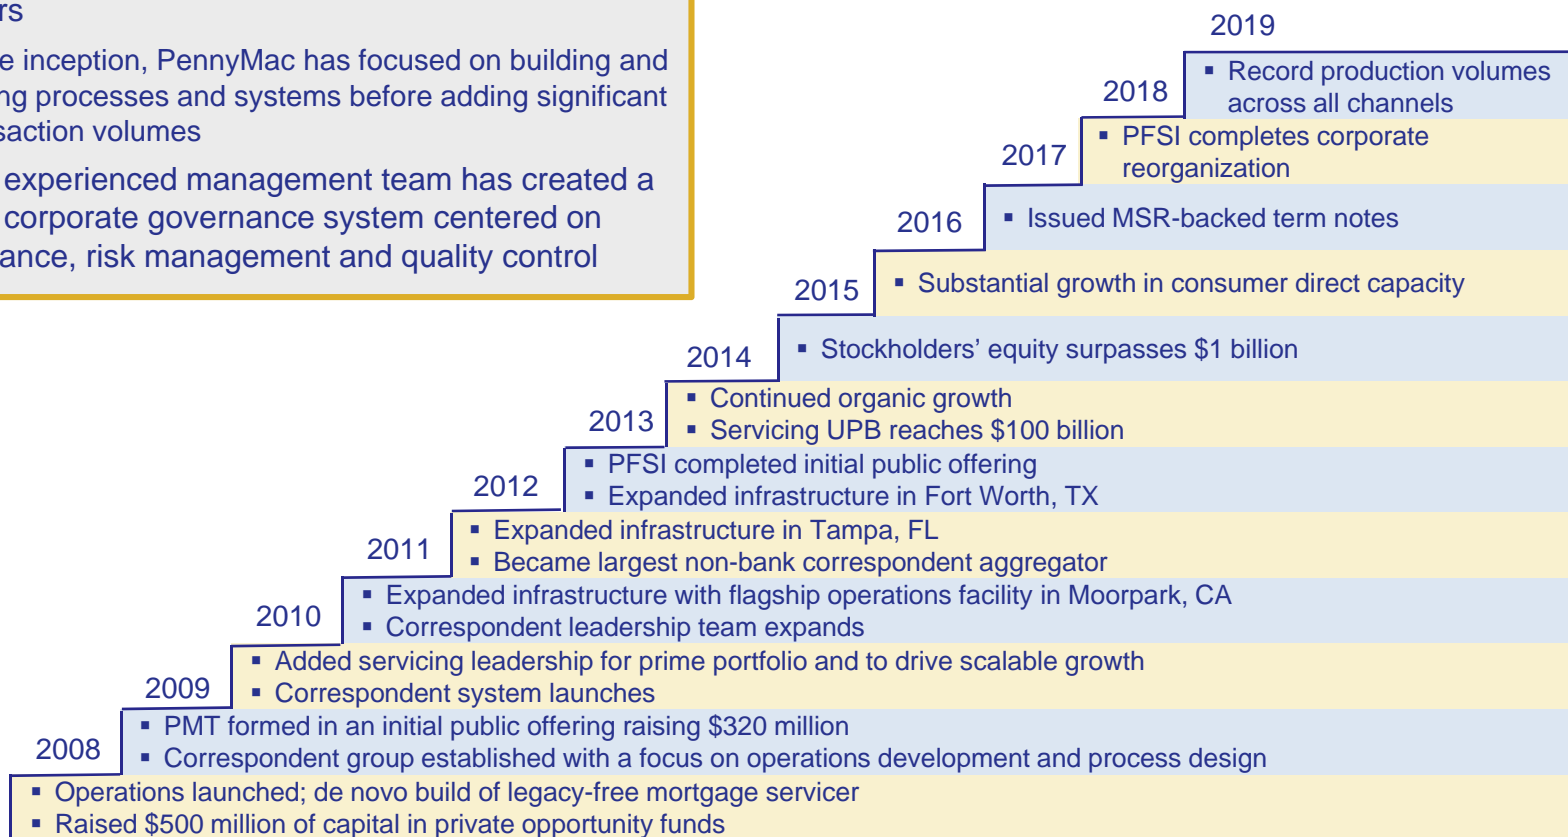 rs
e inception, PennyMac has focused on building and
ng processes and systems before adding significant
saction volumes
experienced management team has created a
corporate governance system centered on
ance, risk management and quality control
2019
▪ Record production volumes
across all channels
2018
▪ PFSI completes corporate
reorganization
2017
▪ Issued MSR-backed term notes
2016
▪ Substantial growth in consumer direct capacity
2015
▪ Stockholders’ equity surpasses $1 billion
2014
▪ Continued organic growth
▪ Servicing UPB reaches $100 billion
2013
▪ PFSI completed initial public offering
▪ Expanded infrastructure in Fort Worth, TX
2012
▪ Expanded infrastructure in Tampa, FL
▪ Became largest non-bank correspondent aggregator
2011
▪ Expanded infrastructure with flagship operations facility in Moorpark, CA
▪ Correspondent leadership team expands
2010
▪ Added servicing leadership for prime portfolio and to drive scalable growth
▪ Correspondent system launches
2009
▪ PMT formed in an initial public offering raising $320 million
▪ Correspondent group established with a focus on operations development and process design
2008
▪ Operations launched; de novo build of legacy-free mortgage servicer
▪ Raised $500 million of capital in private opportunity funds